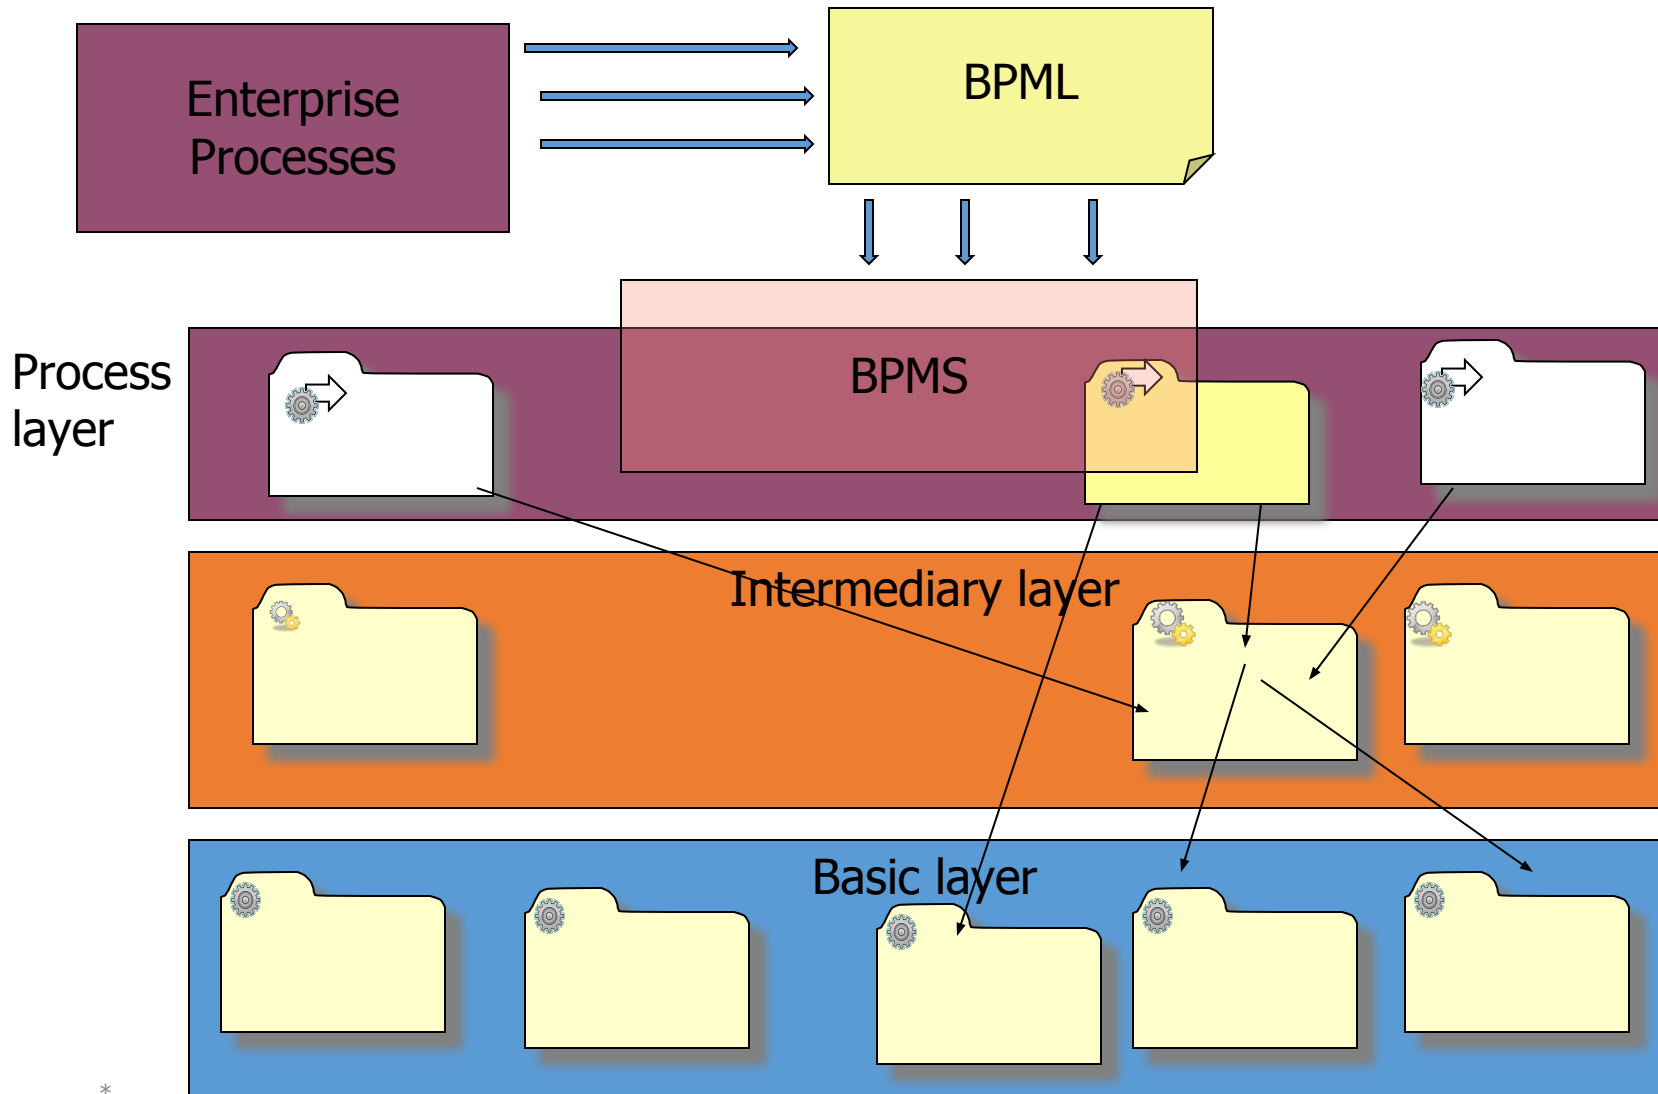 Enterprise
Processes
BPML
Process
layer
BPMS
Intermediary layer
Basic layer
*